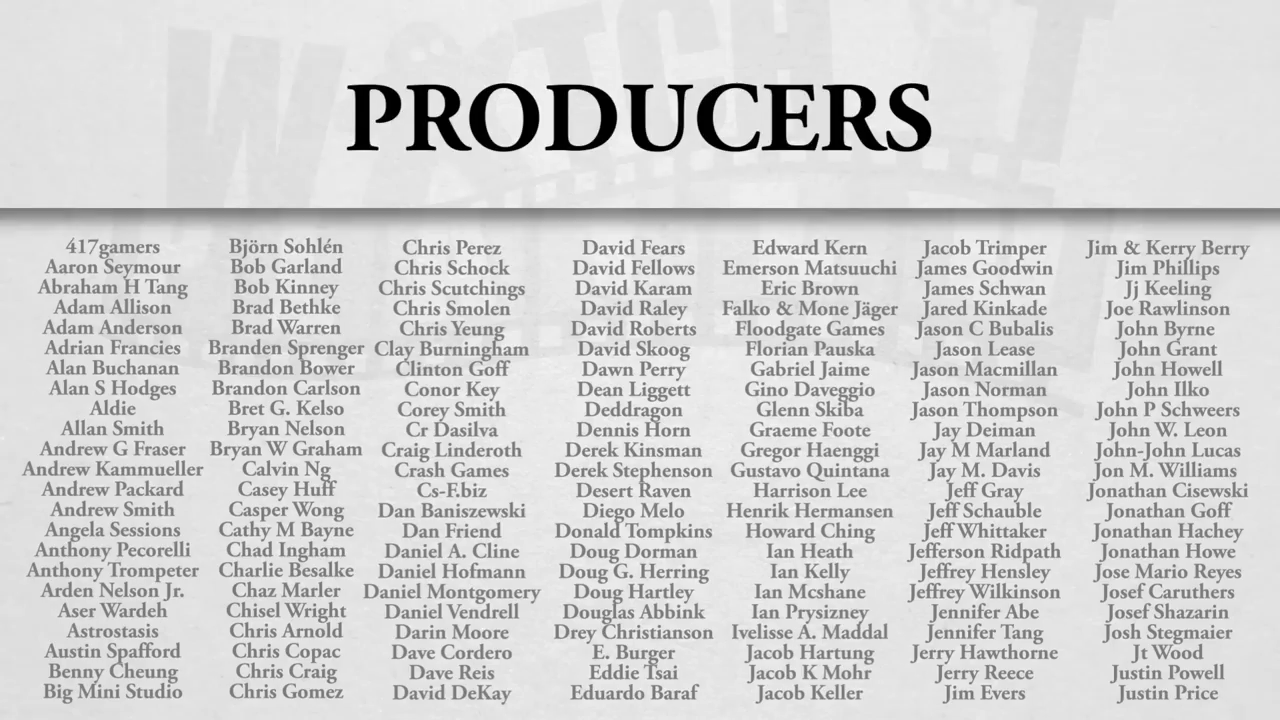 WATCH IT
PRODUCERS
417gamers
Aaron Seymour
Abraham H Tang
Adam Allison
Adam Anderson
Adrian Francies
Alan Buchanan
Alan S Hodges
Aldie
Allan Smith
Andrew G Fraser
Andrew Kammueller
Andrew Packard
Andrew Smith
Angela Sessions
Anthony Pecorelli
Anthony Trompeter
Arden Nelson Jr.
Aser Wardeh
Astrostasis
Austin Spafford
Benny Cheung
Big Mini Studio
Björn Sohlén
Bob Garland
Bob Kinney
Brad Bethke
Brad Warren
Branden Sprenger
Brandon Bower
Brandon Carlson
Bret G. Kelso
Bryan Nelson
Bryan W Graham
Calvin Ng
Casey Huff
Casper Wong
Cathy M Bayne
Chad Ingham
Charlie Besalke
Chaz Marler
Chisel Wright
Chris Arnold
Chris Copac
Chris Craig
Chris Gomez
Chris Perez
Chris Schock
Chris Scutchings
Chris Smolen
Chris Yeung
Clay Burningham
Clinton Goff
Conor Key
Corey Smith
Cr Dasilva
Craig Linderoth
Crash Games
Cs-F.biz
Dan Baniszewski
Dan Friend
Daniel A. Cline
Daniel Hofmann
Daniel Montgomery
Daniel Vendrell
Darin Moore
Dave Cordero
Dave Reis
David DeKay
David Fears
David Fellows
David Karam
David Raley
David Roberts
David Skoog
Dawn Perry
Dean Liggett
Deddragon
Dennis Horn
Derek Kinsman
Derek Stephenson
Desert Raven
Diego Melo
Donald Tompkins
Doug Dorman
Doug G. Herring
Doug Hartley
Douglas Abbink
Drey Christianson
E. Burger
Eddie Tsai
Eduardo Baraf
Edward Kern
Emerson Matsuuchi
Eric Brown
Falko & Mone Jäger
Floodgate Games
Florian Pauska
Gabriel Jaime
Gino Daveggio
Glenn Skiba
Graeme Foote
Gregor Haenggi
Gustavo Quintana
Harrison Lee
Henrik Hermansen
Howard Ching
Ian Heath
Ian Kelly
Ian Mcshane
Ian Prysizney
Ivelisse A. Maddal
Jacob Hartung
Jacob K Mohr
Jacob Keller
Jacob Trimper
James Goodwin
James Schwan
Jared Kinkade
Jason C Bubalis
Jason Lease
Jason Macmillan
Jason Norman
Jason Thompson
Jay Deiman
Jay M Marland
Jay M. Davis
Jeff Gray
Jeff Schauble
Jeff Whittaker
Jefferson Ridpath
Jeffrey Hensley
Jeffrey Wilkinson
Jennifer Abe
Jennifer Tang
Jerry Hawthorne
Jerry Reece
Jim Evers
Jim & Kerry Berry
Jim Phillips
Jj Keeling
Joe Rawlinson
John Byrne
John Grant
John Howell
John Ilko
John P Schweers
John W. Leon
John-John Lucas
Jon M. Williams
Jonathan Cisewski
Jonathan Goff
Jonathan Hachey
Jonathan Howe
Jose Mario Reyes
Josef Caruthers
Josef Shazarin
Josh Stegmaier
Jt Wood
Justin Powell
Justin Price